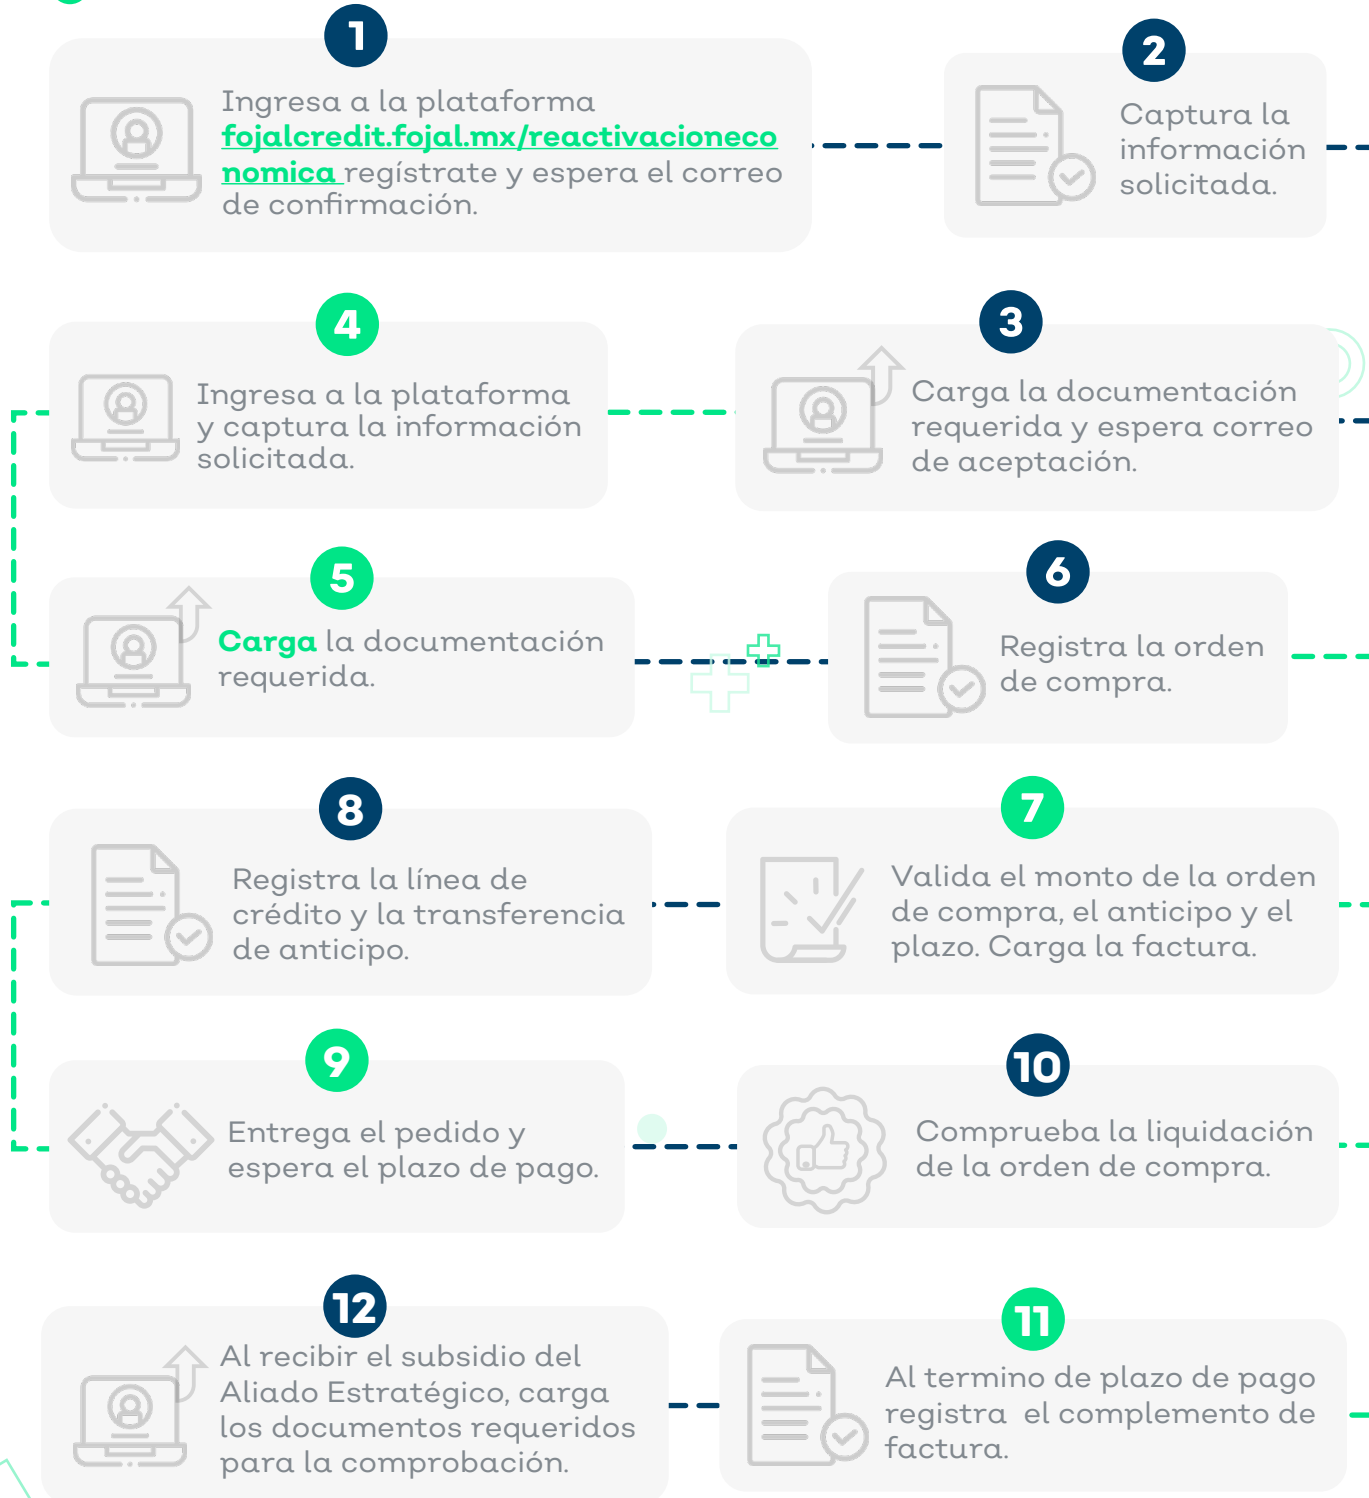 1
Ingresa a la plataforma
fojalcredit.fojal.mx/reactivacioneco
nomica regístrate y espera el correo
de confirmación.
2
Captura la
información
solicitada.
3
Carga la documentación
requerida y espera correo
de aceptación.
4
Ingresa a la plataforma
y captura la información
solicitada.
5
Carga la documentación
requerida.
6
Registra la orden
de compra.
7
Valida el monto de la orden
de compra, el anticipo y el
plazo. Carga la factura.
8
Registra la línea de
crédito y la transferencia
de anticipo.
9
Entrega el pedido y
espera el plazo de pago.
10
Comprueba la liquidación
de la orden de compra.
11
Al termino de plazo de pago
registra  el complemento de
factura.
12
Al recibir el subsidio del
Aliado Estratégico, carga
los documentos requeridos
para la comprobación.